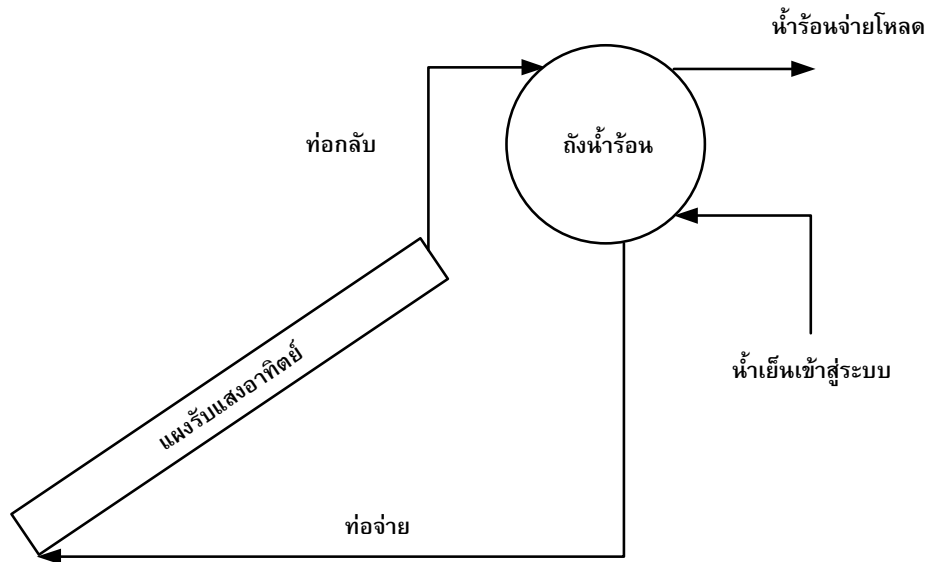 น้ำร้อนจ่ายโหลด
ท่อกลับ
ถังน้ำร้อน
แผงรับแสงอาทิตย์
น้ำเย็นเข้าสู่ระบบ
ท่อจ่าย